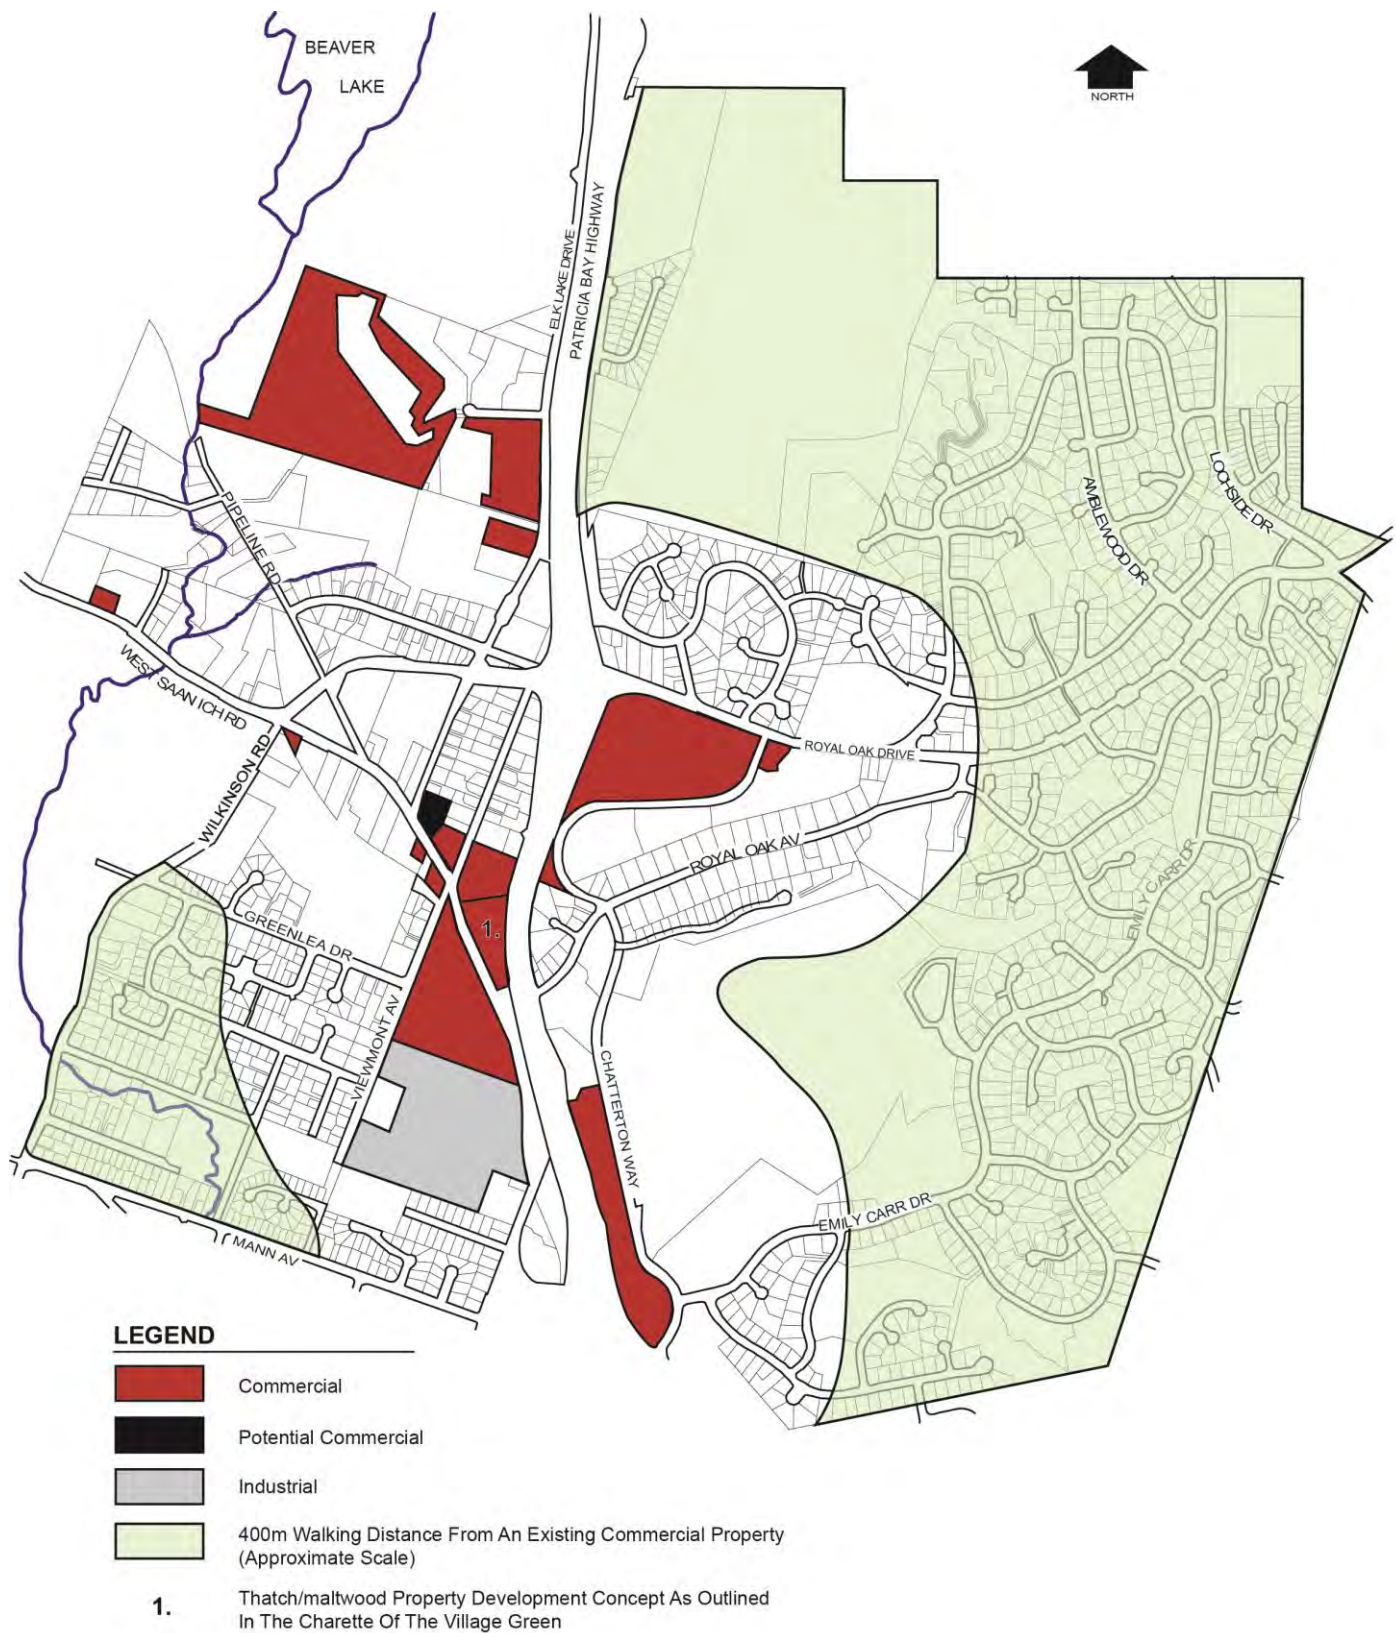 BEAVER
LAKE
NORTH
ELK LAKE DRIVE
PATRICIA BAY HIGHWAY
PIPELINE RD
AMBLEWOOD DR
LOCHSIDE DR
WEST SAANICH RD
WILKINSON RD
ROYAL OAK DRIVE
ROYAL OAK AV
EMILY CARR DR
GREENLEA DR
1.
VIEWMONT AV
CHATTERTON WAY
EMILY CARR DR
MANN AV
LEGEND
Commercial
Potential Commercial
Industrial
400m Walking Distance From An Existing Commercial Property
(Approximate Scale)
1.
Thatch/maltwood Property Development Concept As Outlined
In The Charette Of The Village Green